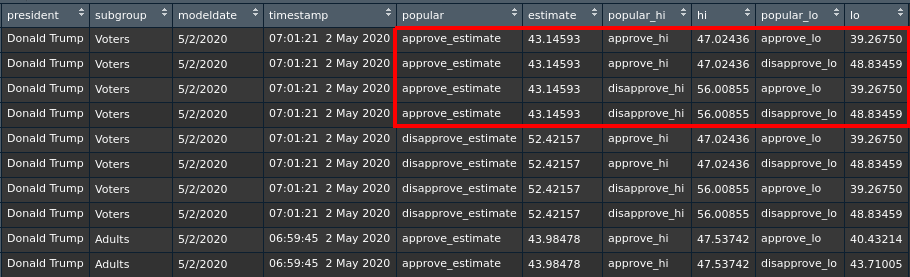 president subgroup modeldate timestamp popular estimate popular_hi hi popular_lo lo
Donald Trump Voters 5/2/2020 07:01:21 2 May 2020 approve_estimate 43.14593 approve_hi 47.02436 approve_lo 39.26750
Donald Trump Voters 5/2/2020 07:01:21 2 May 2020 approve_estimate 43.14593 approve_hi 47.02436 disapprove_lo 48.83459
Donald Trump Voters 5/2/2020 07:01:21 2 May 2020 approve_estimate 43.14593 disapprove_hi 56.00855 approve_lo 39.26750
Donald Trump Voters 5/2/2020 07:01:21 2 May 2020 approve_estimate 43.14593 disapprove_hi 56.00855 disapprove_lo 48.83459
Donald Trump Voters 5/2/2020 07:01:21 2 May 2020 disapprove_estimate 52.42157 approve_hi 47.02436 approve_lo 39.26750
Donald Trump Voters 5/2/2020 07:01:21 2 May 2020 disapprove_estimate 52.42157 approve_hi 47.02436 disapprove_lo 48.83459
Donald Trump Voters 5/2/2020 07:01:21 2 May 2020 disapprove_estimate 52.42157 disapprove_hi 56.00855 approve_lo 39.26750
Donald Trump Voters 5/2/2020 07:01:21 2 May 2020 disapprove_estimate 52.42157 disapprove_hi 56.00855 disapprove_lo 48.83459
Donald Trump Adults 5/2/2020 06:59:45 2 May 2020 approve_estimate 43.98478 approve_hi 47.53742 approve_lo 40.43214
Donald Trump Adults 5/2/2020 06:59:45 2 May 2020 approve_estimate 43.98478 approve_hi 47.53742 disapprove_lo 43.71005